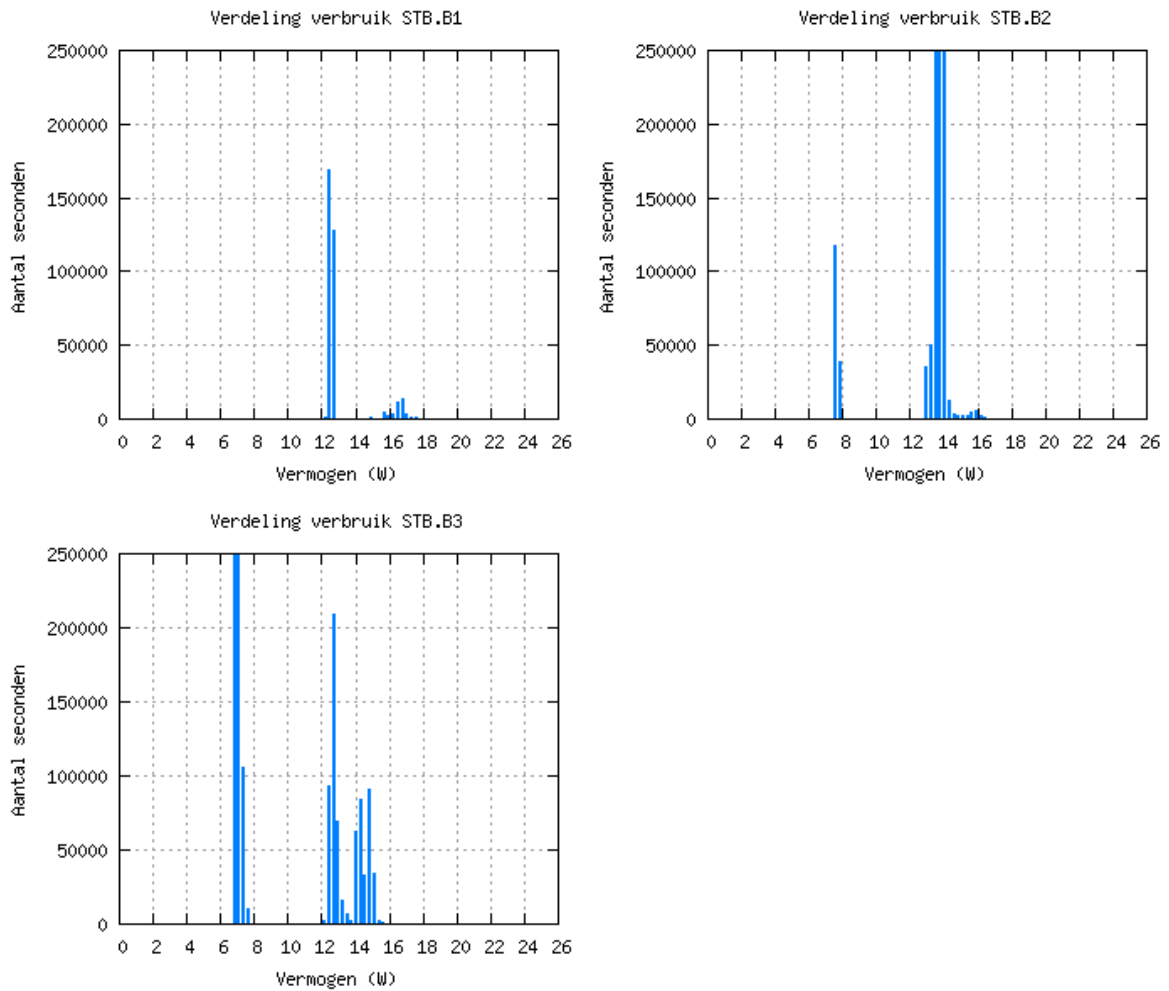 Verdeling verbruik STB.B1
250000
200000
150000
100000
50000
0
0 2 4 6 8 10 12 14 16 18 20 22 24 26
Aantal seconden
Vermogen (W)
Verdeling verbruik STB.B2
250000
200000
150000
100000
50000
0
0 2 4 6 8 10 12 14 16 18 20 22 24 26
Aantal seconden
Vermogen (W)
Verdeling verbruik STB.B3
250000
200000
150000
100000
50000
0
0 2 4 6 8 10 12 14 16 18 20 22 24 26
Aantal seconden
Vermogen (W)